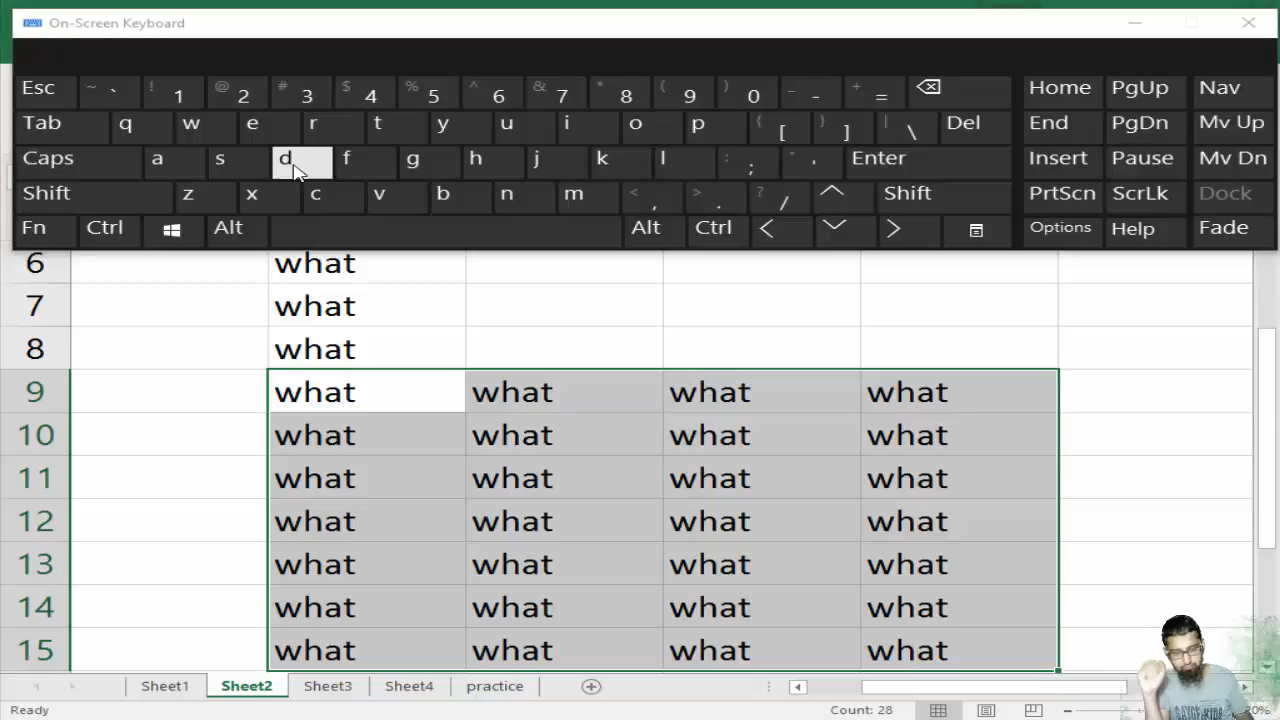 On-Screen Keyboard
Esc ~ ` ! 1 @ 2 # 3 $ 4 % 5 ^ 6 & 7 * 8 ( 9 ) 0 _ - + = Home PgUp Nav
Tab q w e r t y u i o p { [ } ] | \ Del End PgDn Mv Up
Caps a s d f g h j k l : ; " ' Enter Insert Pause Mv Dn
Shift z x c v b n m < , > . ? / Shift PrtScn ScrLk Dock
Fn Ctrl Alt Alt Ctrl Options Help Fade
6 what
7 what
8 what
9 what what what what
10 what what what what
11 what what what what
12 what what what what
13 what what what what
14 what what what what
15 what what what what
Sheet1 Sheet2 Sheet3 Sheet4 practice
Ready Count: 28